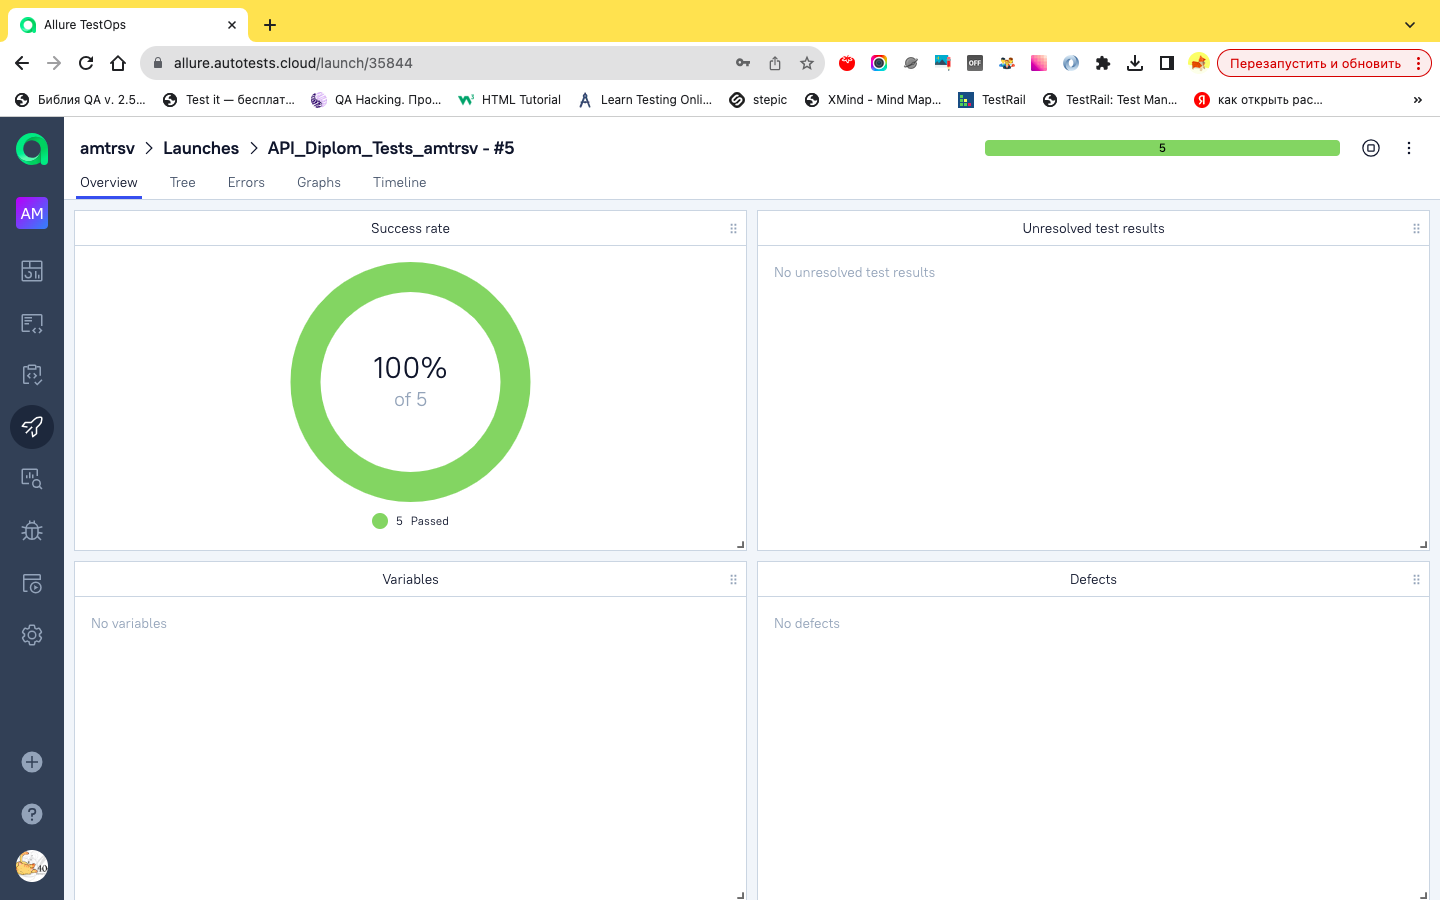 Allure TestOps
allure.autotests.cloud/launch/35844
OFF
Перезапустить и обновить
Библия QA v. 2.5...
Test it — бесплат...
QA Hacking. Про...
HTML Tutorial
Learn Testing Onli...
stepic
XMind - Mind Map...
TestRail
TestRail: Test Man...
Я
как открыть рас...
»
amtrsv
Launches
API_Diplom_Tests_amtrsv - #5
5
Overview
Tree
Errors
Graphs
Timeline
AM
Success rate
100%
of 5
5 Passed
Unresolved test results
No unresolved test results
Variables
No variables
Defects
No defects